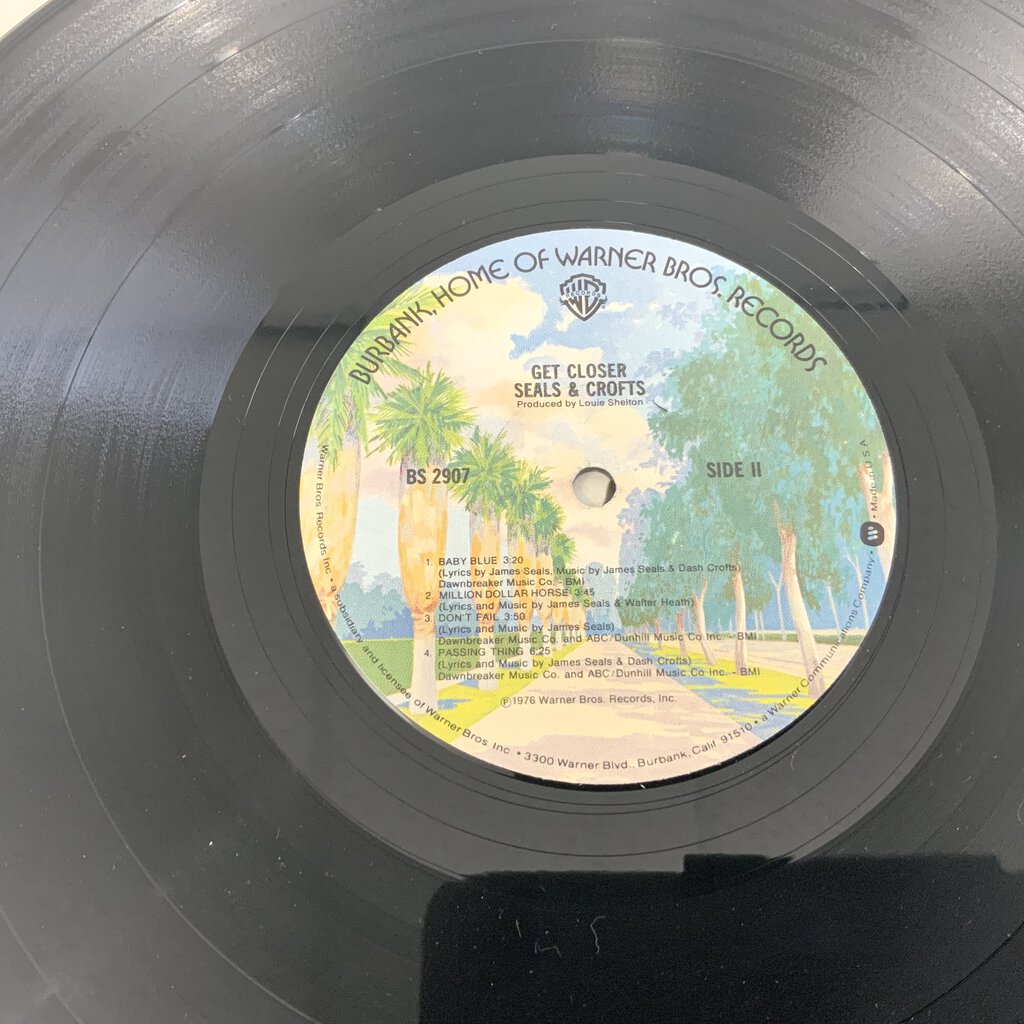 BURBANK, HOME OF WARNER BROS. RECORDS
W
RECORDS
GET CLOSER
SEALS & CROFTS
Produced by Louie Shelton
BS 2907
SIDE II
1. BABY BLUE 3:20
(Lyrics by James Seals, Music by James Seals & Dash Crofts)
Dawnbreaker Music Co. - BMI
2. MILLION DOLLAR HORSE 3:45
(Lyrics and Music by James Seals & Walter Heath)
3. DON'T FAIL 3:50
(Lyrics and Music by James Seals)
Dawnbreaker Music Co. and ABC/Dunhill Music Co Inc. - BMI
4. PASSING THING 6:25
(Lyrics and Music by James Seals & Dash Crofts)
Dawnbreaker Music Co. and ABC/Dunhill Music Co Inc. - BMI
℗1976 Warner Bros. Records, Inc.
Warner Bros. Records Inc. • a subsidiary and licensee of Warner Bros. Inc. • 3300 Warner Blvd., Burbank, Calif. 91510 • a Warner Communications Company • Made in U S A